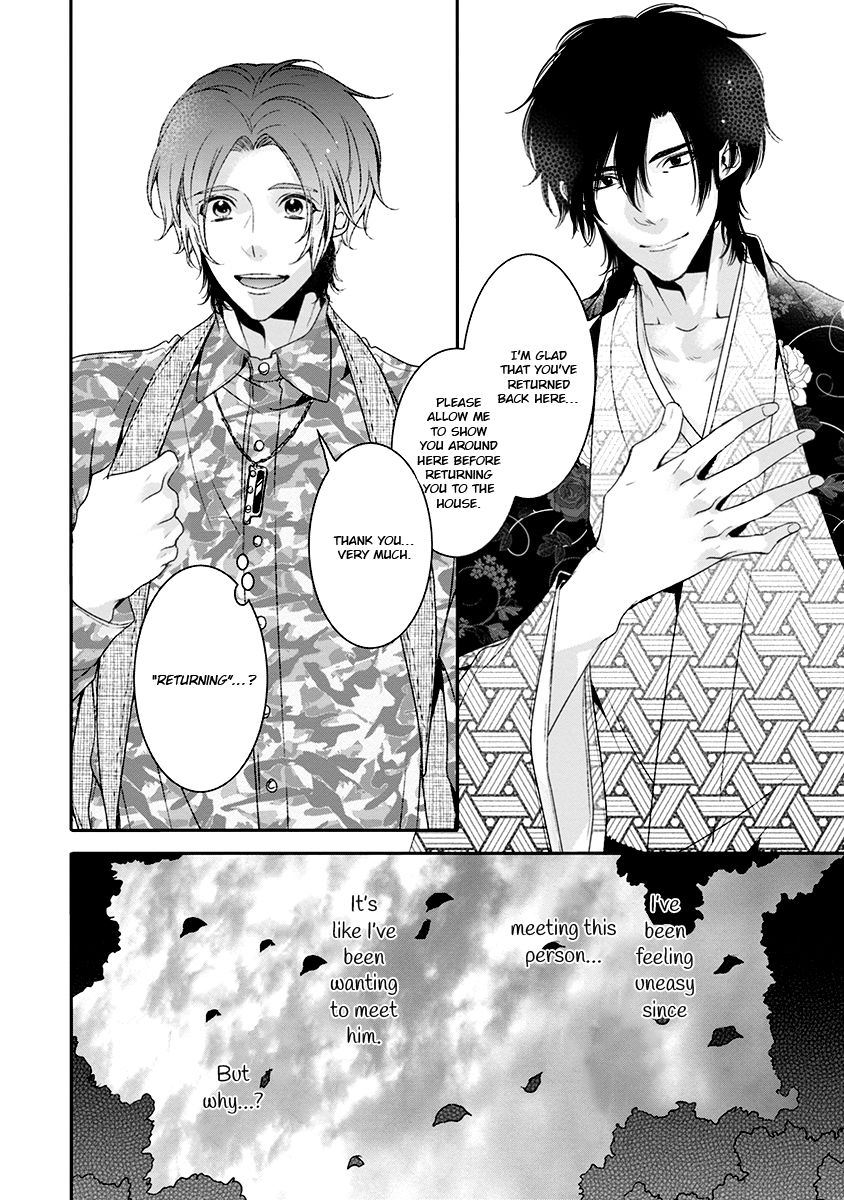 I'M GLAD
THAT YOU'VE
RETURNED
BACK HERE...
PLEASE
ALLOW ME
TO SHOW
YOU AROUND
HERE BEFORE
RETURNING
YOU TO THE
HOUSE.
THANK YOU...
VERY MUCH.
"RETURNING"...?
I've
been
feeling
uneasy
since
meeting this
person...
It's
like I've
been
wanting
to meet
him.
But
why...?